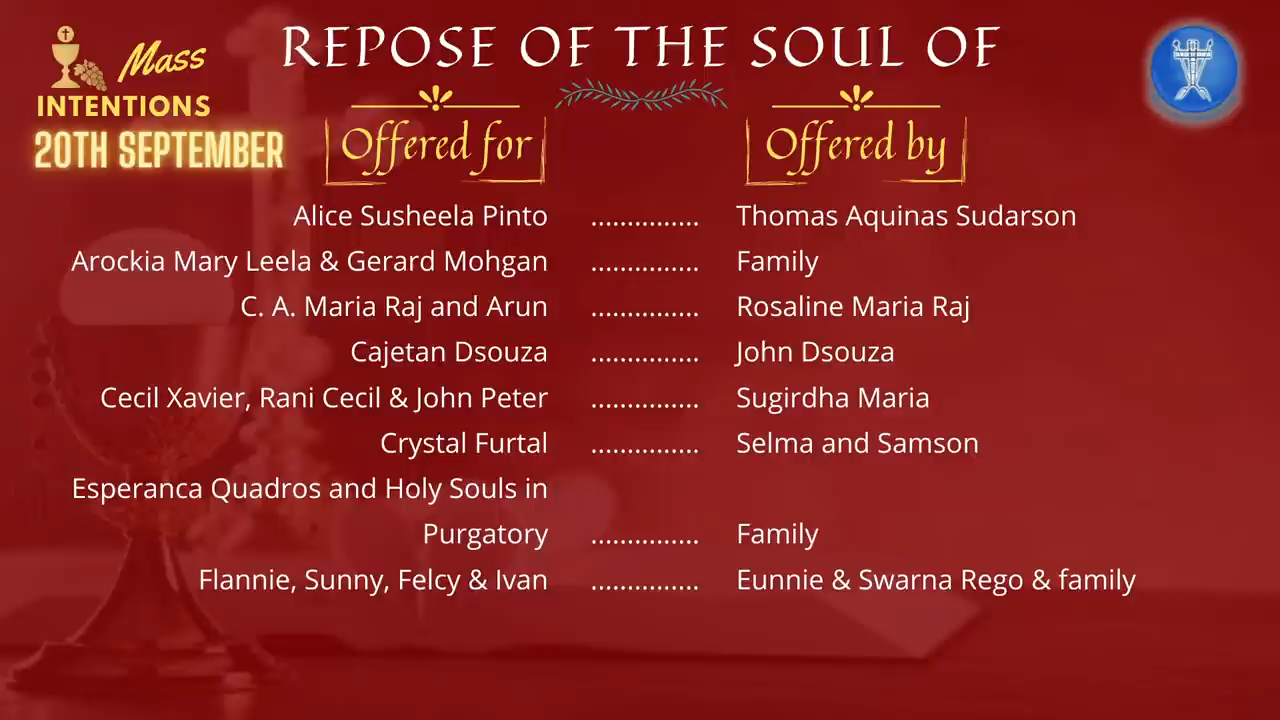 Mass
INTENTIONS
20TH SEPTEMBER
REPOSE OF THE SOUL OF
Offered for
Offered by
Alice Susheela Pinto ............... Thomas Aquinas Sudarson
Arockia Mary Leela & Gerard Mohgan ............... Family
C. A. Maria Raj and Arun ............... Rosaline Maria Raj
Cajetan Dsouza ............... John Dsouza
Cecil Xavier, Rani Cecil & John Peter ............... Sugirdha Maria
Crystal Furtal ............... Selma and Samson
Esperanca Quadros and Holy Souls in
Purgatory ............... Family
Flannie, Sunny, Felcy & Ivan ............... Eunnie & Swarna Rego & family